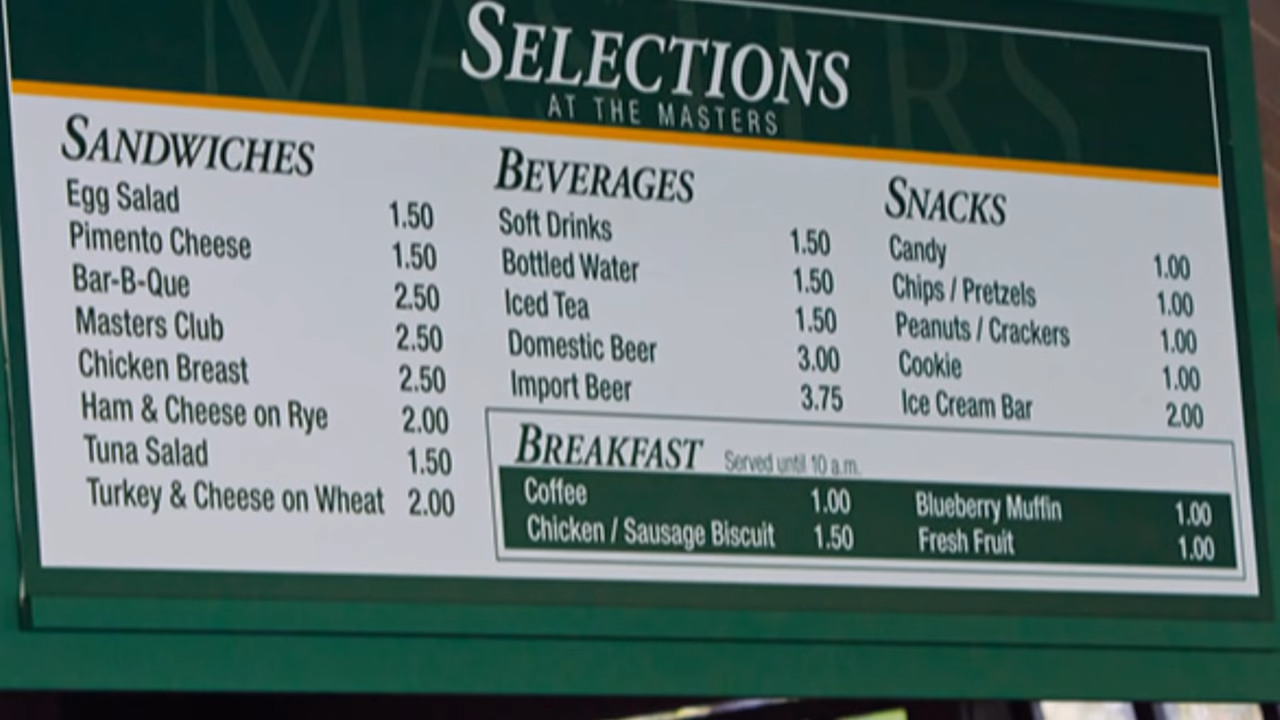 MASTERS
SELECTIONS
AT THE MASTERS
SANDWICHES
Egg Salad 1.50
Pimento Cheese 1.50
Bar-B-Que 2.50
Masters Club 2.50
Chicken Breast 2.50
Ham & Cheese on Rye 2.00
Tuna Salad 1.50
Turkey & Cheese on Wheat 2.00
BEVERAGES
Soft Drinks 1.50
Bottled Water 1.50
Iced Tea 1.50
Domestic Beer 3.00
Import Beer 3.75
SNACKS
Candy 1.00
Chips / Pretzels 1.00
Peanuts / Crackers 1.00
Cookie 1.00
Ice Cream Bar 2.00
BREAKFAST Served until 10 a.m.
Coffee 1.00 Blueberry Muffin 1.00
Chicken / Sausage Biscuit 1.50 Fresh Fruit 1.00